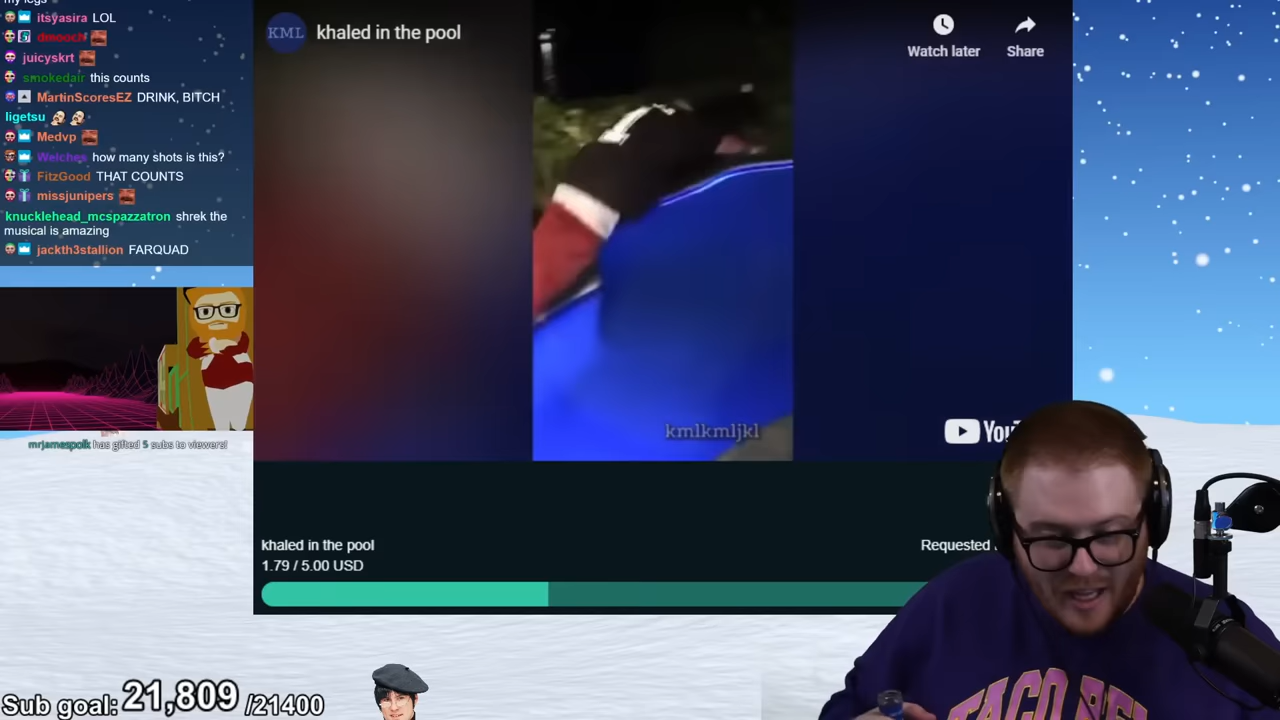 my legs
itsyasira LOL
dmooch
juicyskrt
smokedair this counts
MartinScoresEZ DRINK, BITCH
ligetsu
Medvp
Welches how many shots is this?
FitzGood THAT COUNTS
missjunipers
knucklehead_mcspazzatron shrek the
musical is amazing
jackth3stallion FARQUAD
mrjamespolk has gifted 5 subs to viewers!
KML
khaled in the pool
Watch later
Share
kmlkmljkl
khaled in the pool
Requested
1.79 / 5.00 USD
TACO
Sub goal: 21,809 /21400